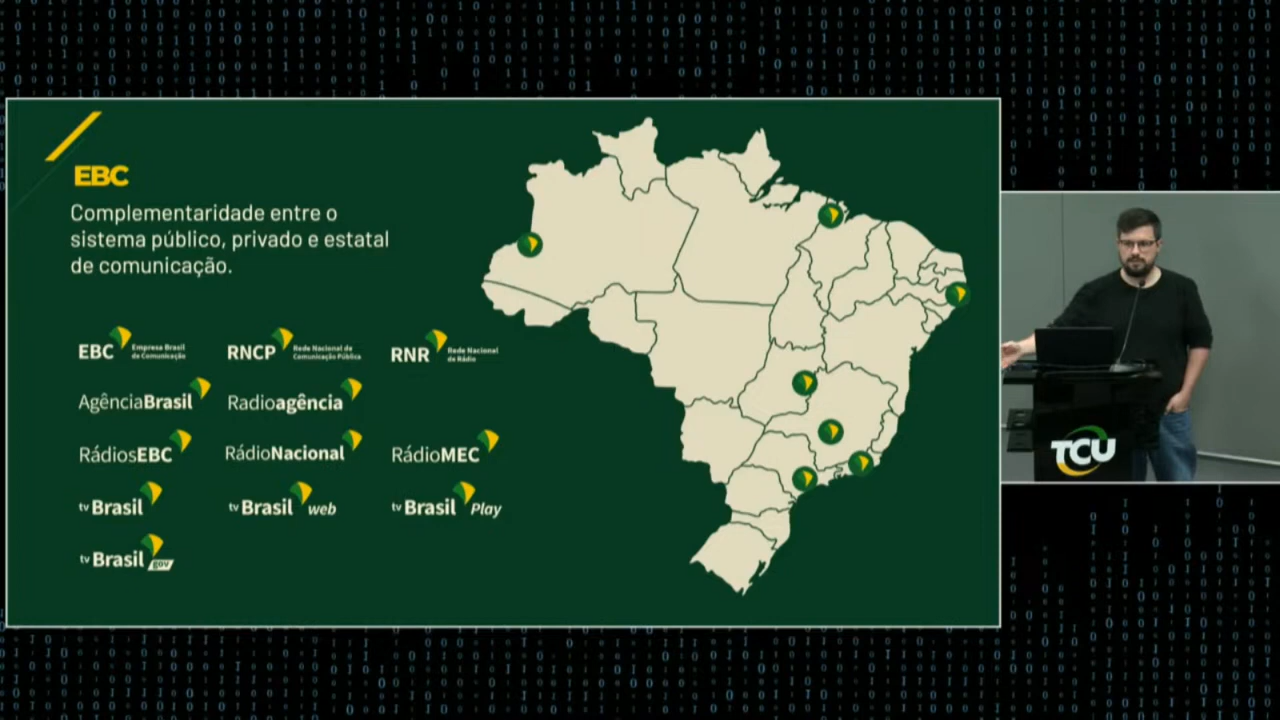 EBC
Complementaridade entre o
sistema público, privado e estatal
de comunicação.
EBC Empresa Brasil
de Comunicação
RNCP Rede Nacional de
Comunicação Pública
RNR Rede Nacional
de Rádio
AgênciaBrasil
Radioagência
RádiosEBC
RádioNacional
RádioMEC
tv Brasil
tv Brasil web
tv Brasil Play
tv Brasil gov
TCU